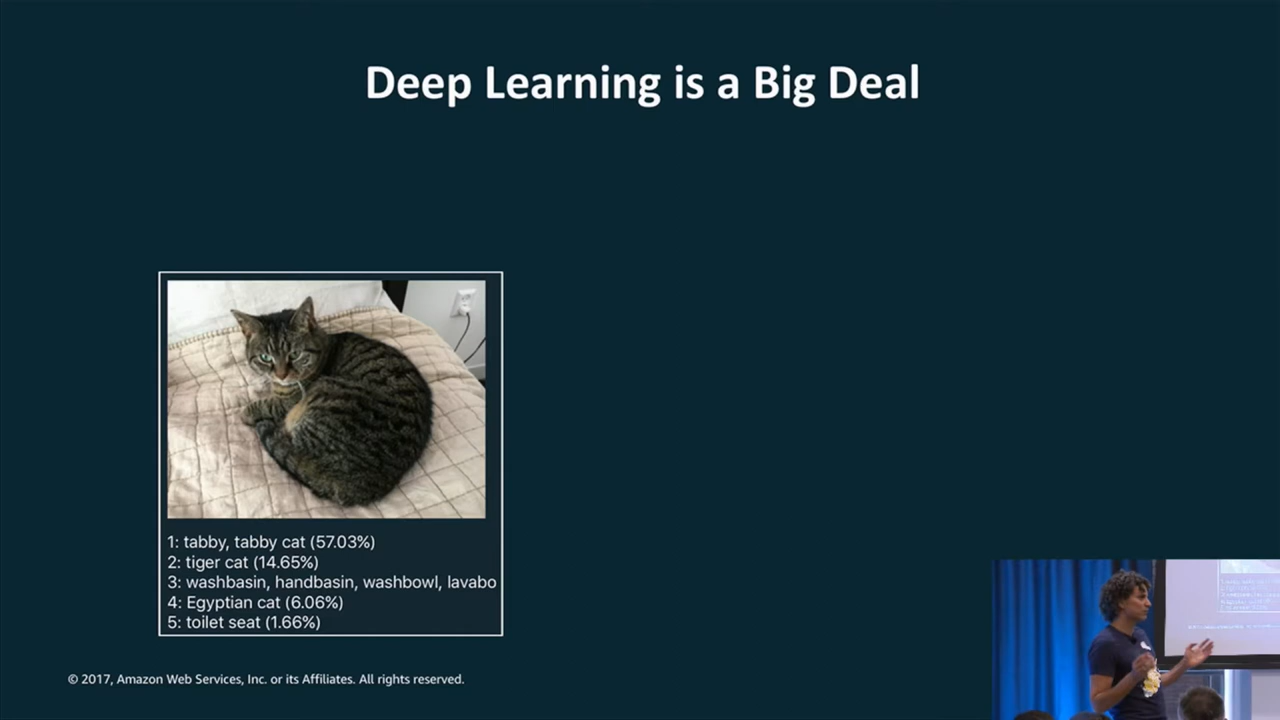 Deep Learning is a Big Deal
1: tabby, tabby cat (57.03%)
2: tiger cat (14.65%)
3: washbasin, handbasin, washbowl, lavabo
4: Egyptian cat (6.06%)
5: toilet seat (1.66%)
© 2017, Amazon Web Services, Inc. or its Affiliates. All rights reserved.